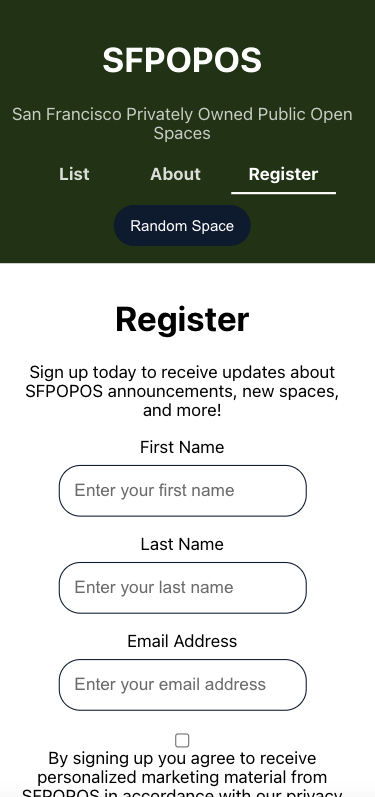 SFPOPOS
San Francisco Privately Owned Public Open
Spaces
List About Register
Random Space
Register
Sign up today to receive updates about
SFPOPOS announcements, new spaces,
and more!
First Name
Enter your first name
Last Name
Enter your last name
Email Address
Enter your email address
By signing up you agree to receive
personalized marketing material from
SFPOPOS in accordance with our privacy